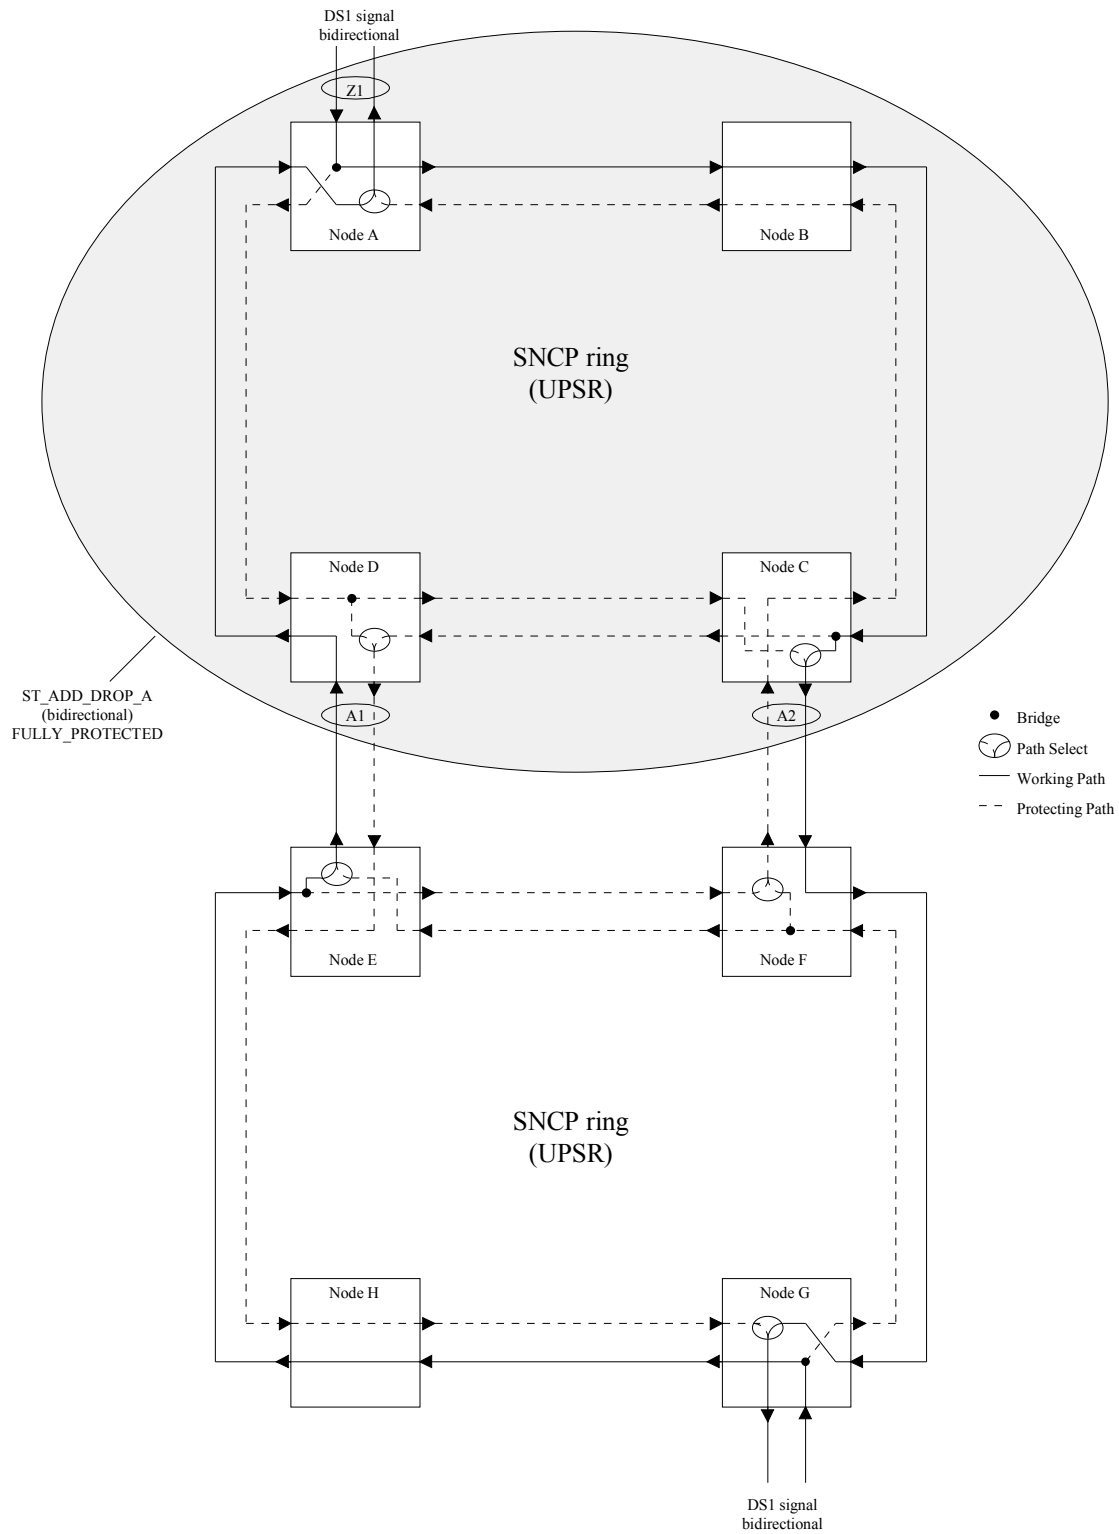 DS1 signal
bidirectional
Z1
Node A
Node B
SNCP ring
(UPSR)
Node D
Node C
ST_ADD_DROP_A
(bidirectional)
FULLY_PROTECTED
A1
A2
Bridge
Path Select
Working Path
Protecting Path
Node E
Node F
SNCP ring
(UPSR)
Node H
Node G
DS1 signal
bidirectional